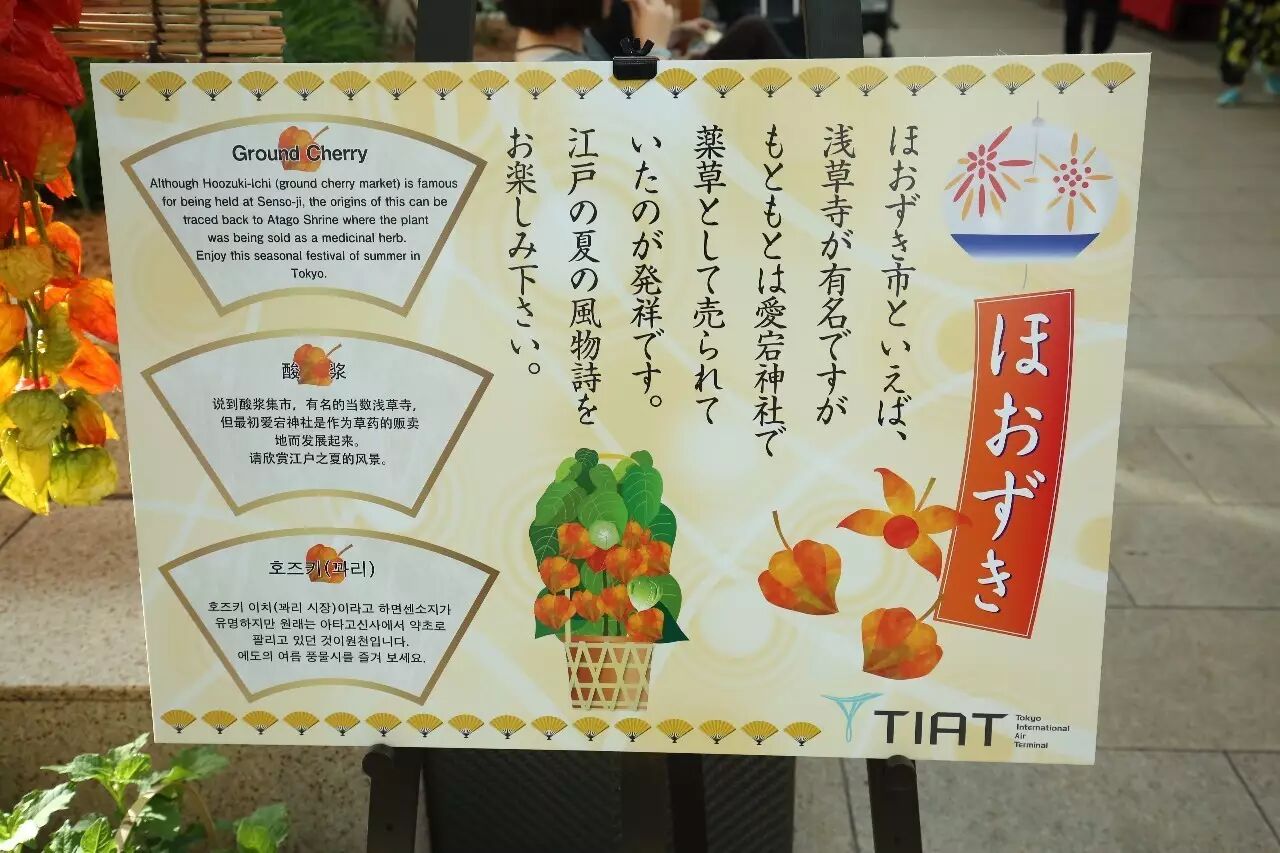 Ground Cherry
Although Hoozuki-Ichi (ground cherry market) is famous
for being held at Senso-ji, the origins of this can be
traced back to Atago Shrine where the plant
was being sold as a medicinal herb.
Enjoy this seasonal festival of summer in
Tokyo.
酸浆
说到酸浆集市，有名的当数浅草寺，
但最初爱宕神社是作为草药的贩卖
地而发展起来。
请欣赏江户之夏的风景。
호즈키(꽈리)
호즈키 이치(꽈리 시장)이라고 하면센소지가
유명하지만 원래는 아타고신사에서 약초로
팔리고 있던 것이원천입니다.
에도의 여름 풍물시를 즐겨 보세요.
ほおずき
ほおずき市といえば、
浅草寺が有名ですが
もともとは愛宕神社で
薬草として売られて
いたのが発祥です。
江戸の夏の風物詩を
お楽しみ下さい。
TIAT
Tokyo
International
Air
Terminal